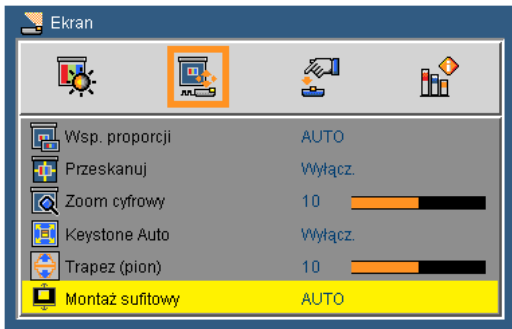 Ekran
Wsp. proporcji AUTO
Przeskanuj Wyłącz.
Zoom cyfrowy 10
Keystone Auto Wyłącz.
Trapez (pion) 10
Montaż sufitowy AUTO